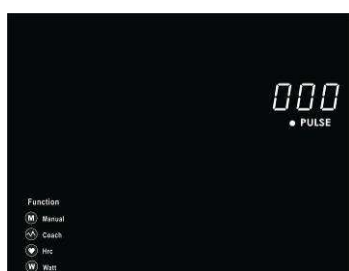 000
PULSE
Function
M Manual
Coach
Hrc
W Watt